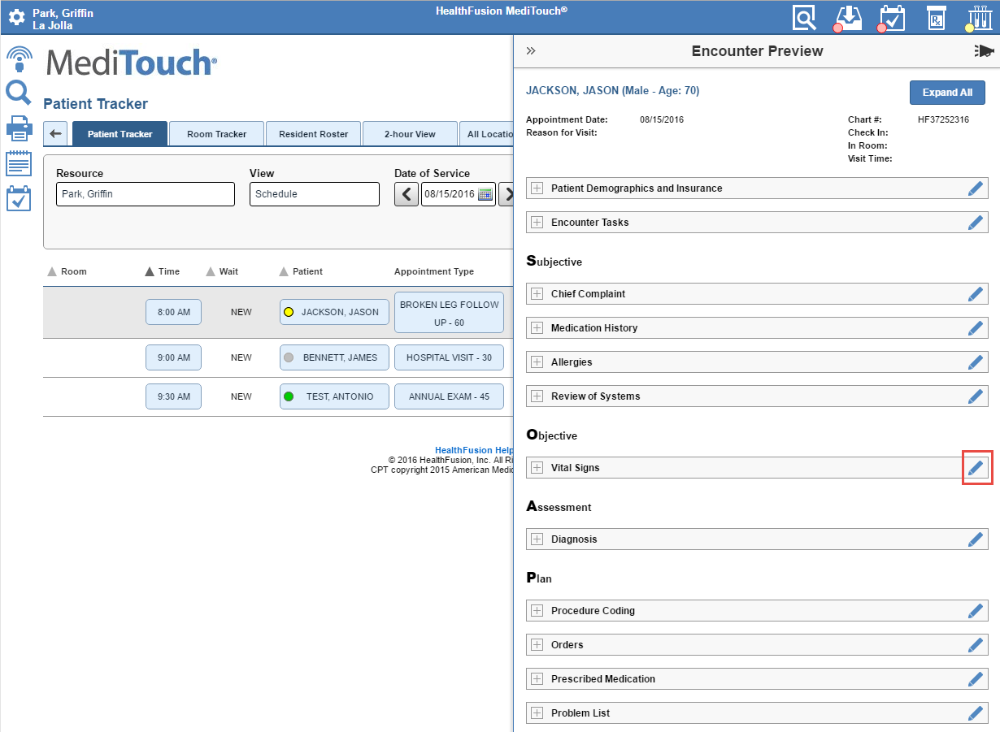 Park, Griffin
La Jolla
HealthFusion MediTouch®
Rx
MediTouch®
Patient Tracker
Patient Tracker
Room Tracker
Resident Roster
2-hour View
All Locatio
Resource
View
Date of Service
Park, Griffin
Schedule
08/15/2016
Room
Time
Wait
Patient
Appointment Type
8:00 AM
NEW
JACKSON, JASON
BROKEN LEG FOLLOW
UP - 60
9:00 AM
NEW
BENNETT, JAMES
HOSPITAL VISIT - 30
9:30 AM
NEW
TEST, ANTONIO
ANNUAL EXAM - 45
HealthFusion Help
© 2016 HealthFusion, Inc. All Ri
CPT copyright 2015 American Medic
Encounter Preview
JACKSON, JASON (Male - Age: 70)
Expand All
Appointment Date: 08/15/2016
Reason for Visit:
Chart #: HF37252316
Check In:
In Room:
Visit Time:
Patient Demographics and Insurance
Encounter Tasks
Subjective
Chief Complaint
Medication History
Allergies
Review of Systems
Objective
Vital Signs
Assessment
Diagnosis
Plan
Procedure Coding
Orders
Prescribed Medication
Problem List